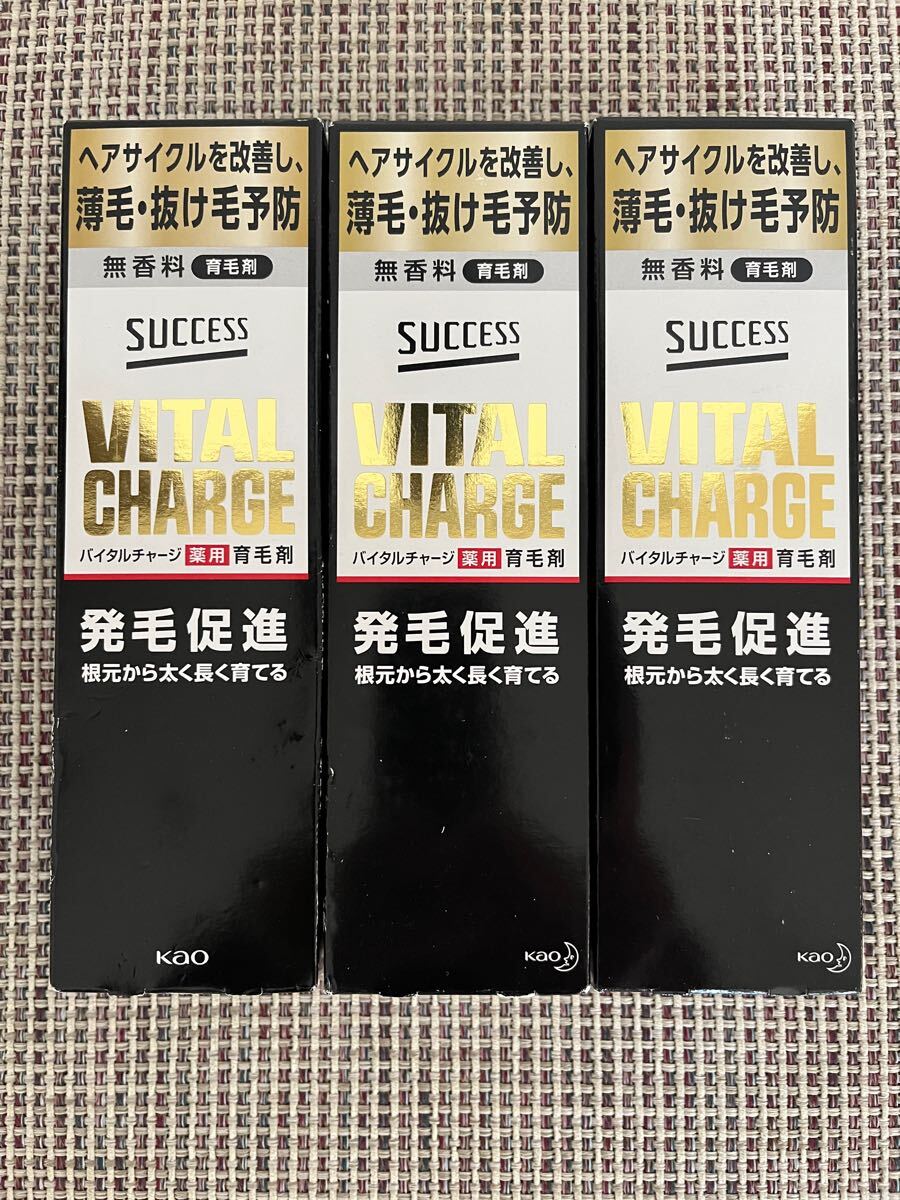 ヘアサイクルを改善し、
薄毛・抜け毛予防
無香料 育毛剤
SUCCESS
VITAL
CHARGE
バイタルチャージ 薬用 育毛剤
発毛促進
根元から太く長く育てる
Kao
ヘアサイクルを改善し、
薄毛・抜け毛予防
無香料 育毛剤
SUCCESS
VITAL
CHARGE
バイタルチャージ 薬用 育毛剤
発毛促進
根元から太く長く育てる
Kao
ヘアサイクルを改善し、
薄毛・抜け毛予防
無香料 育毛剤
SUCCESS
VITAL
CHARGE
バイタルチャージ 薬用 育毛剤
発毛促進
根元から太く長く育てる
Kao